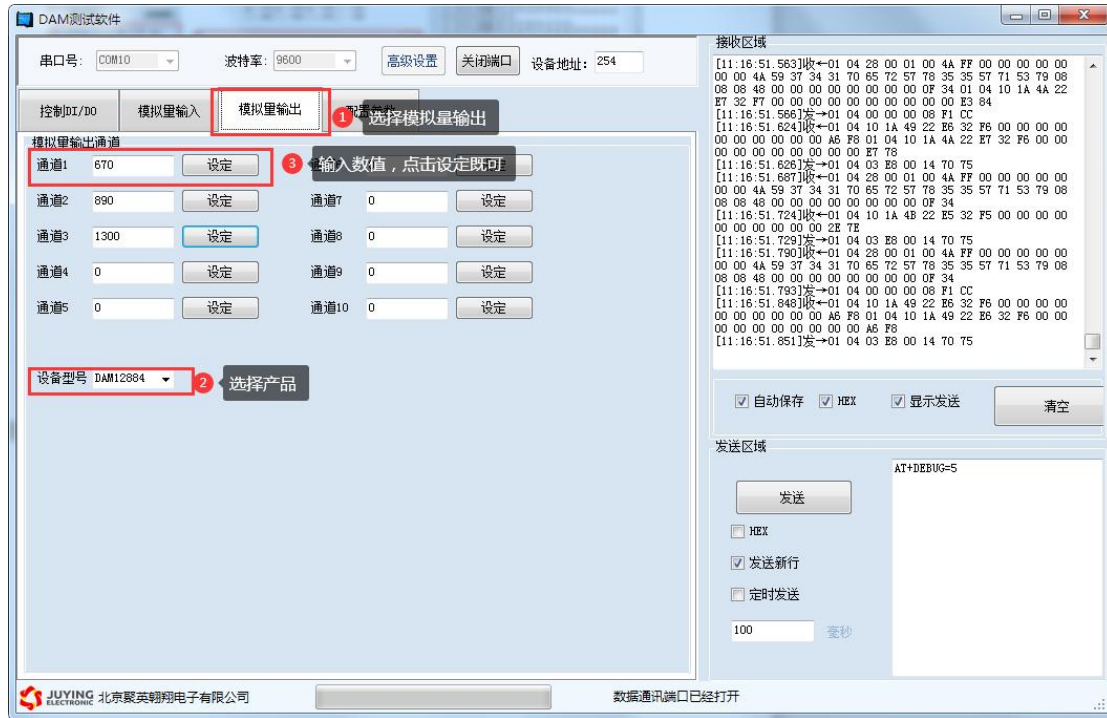 DAM测试软件
串口号: COM10 波特率: 9600 高级设置 关闭端口 设备地址: 254
控制DI/DO 模拟量输入 模拟量输出
1 选择模拟量输出
模拟量输出通道
通道1 670 设定
3 输入数值，点击设定既可
通道2 890 设定 通道7 0 设定
通道3 1300 设定 通道8 0 设定
通道4 0 设定 通道9 0 设定
通道5 0 设定 通道10 0 设定
设备型号 DAM12884
2 选择产品
接收区域
[11:16:51.563]收←01 04 28 00 01 00 4A FF 00 00 00 00 00
00 00 4A 59 37 34 31 70 65 72 57 78 35 35 57 71 53 79 08
08 08 48 00 00 00 00 00 00 00 00 0F 34 01 04 10 1A 4A 22
E7 32 F7 00 00 00 00 00 00 00 00 00 00 E3 84
[11:16:51.566]发→01 04 00 00 00 08 F1 CC
[11:16:51.624]收←01 04 10 1A 49 22 E6 32 F6 00 00 00 00
00 00 00 00 00 00 A6 F8 01 04 10 1A 4A 22 E7 32 F6 00 00
00 00 00 00 00 00 00 00 E7 78
[11:16:51.626]发→01 04 03 E8 00 14 70 75
[11:16:51.687]收←01 04 28 00 01 00 4A FF 00 00 00 00 00
00 00 4A 59 37 34 31 70 65 72 57 78 35 35 57 71 53 79 08
08 08 48 00 00 00 00 00 00 00 00 0F 34
[11:16:51.724]收←01 04 10 1A 4B 22 E5 32 F5 00 00 00 00
00 00 00 00 00 00 2E 7E
[11:16:51.729]发→01 04 03 E8 00 14 70 75
[11:16:51.790]收←01 04 28 00 01 00 4A FF 00 00 00 00 00
00 00 4A 59 37 34 31 70 65 72 57 78 35 35 57 71 53 79 08
08 08 48 00 00 00 00 00 00 00 00 0F 34
[11:16:51.793]发→01 04 00 00 00 08 F1 CC
[11:16:51.848]收←01 04 10 1A 49 22 E6 32 F6 00 00 00 00
00 00 00 00 00 00 A6 F8 01 04 10 1A 49 22 E6 32 F6 00 00
00 00 00 00 00 00 00 00 A6 F8
[11:16:51.851]发→01 04 03 E8 00 14 70 75
自动保存 HEX 显示发送 清空
发送区域
AT+DEBUG=5
发送
HEX
发送新行
定时发送
100 毫秒
JUYING ELECTRONIC 北京聚英翱翔电子有限公司 数据通讯端口已经打开